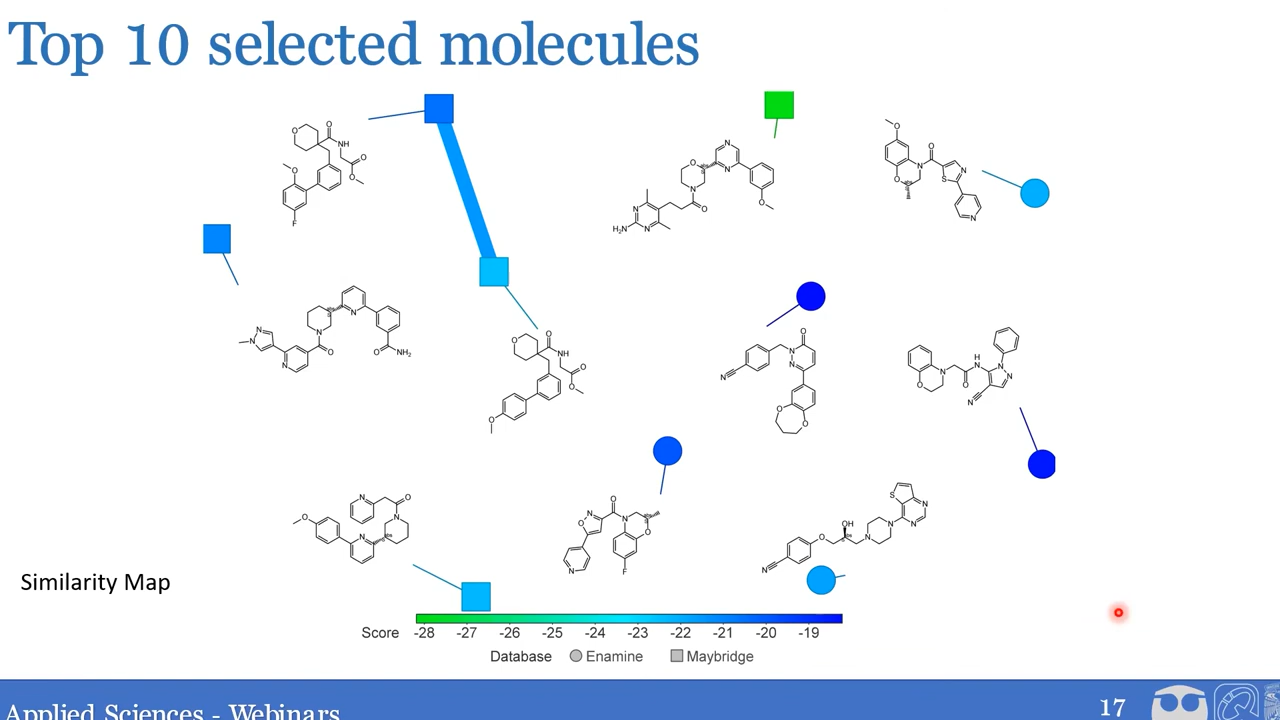 Top 10 selected molecules
Similarity Map
Score -28 -27 -26 -25 -24 -23 -22 -21 -20 -19
Database Enamine Maybridge
Applied Sciences - Webinars
17